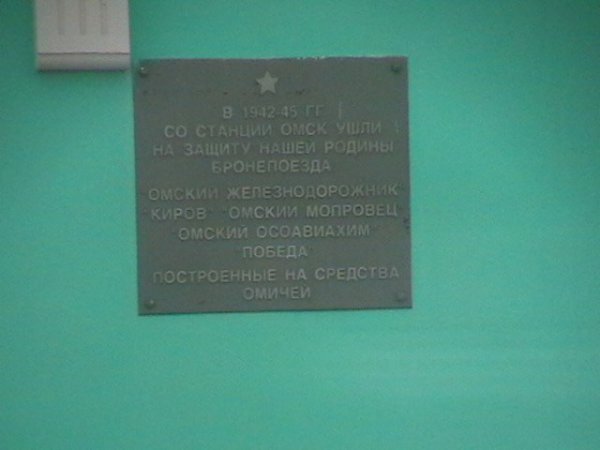 В 1942-45 ГГ
СО СТАНЦИИ ОМСК УШЛИ
НА ЗАЩИТУ НАШЕЙ РОДИНЫ
БРОНЕПОЕЗДА
ОМСКИЙ ЖЕЛЕЗНОДОРОЖНИК
КИРОВ" "ОМСКИЙ МОПРОВЕЦ
"ОМСКИЙ ОСОАВИАХИМ"
ПОБЕДА
ПОСТРОЕННЫЕ НА СРЕДСТВА
ОМИЧЕЙ